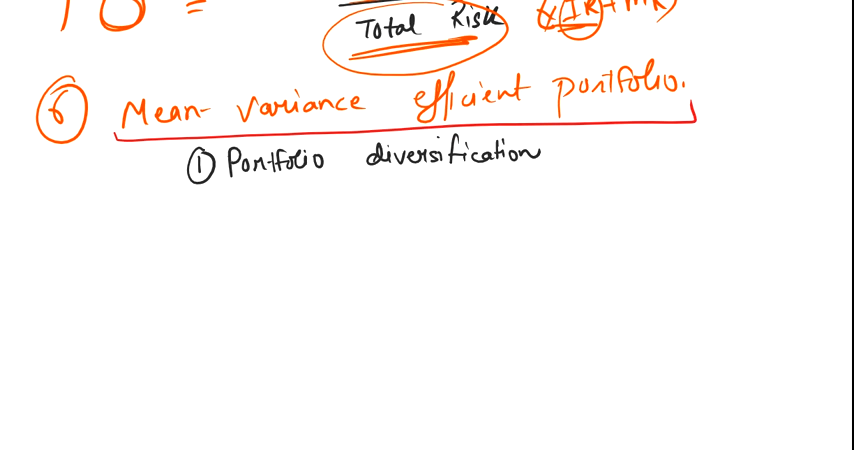 =
Total Risk
6 Mean-variance efficient portfolio.
① Portfolio diversification